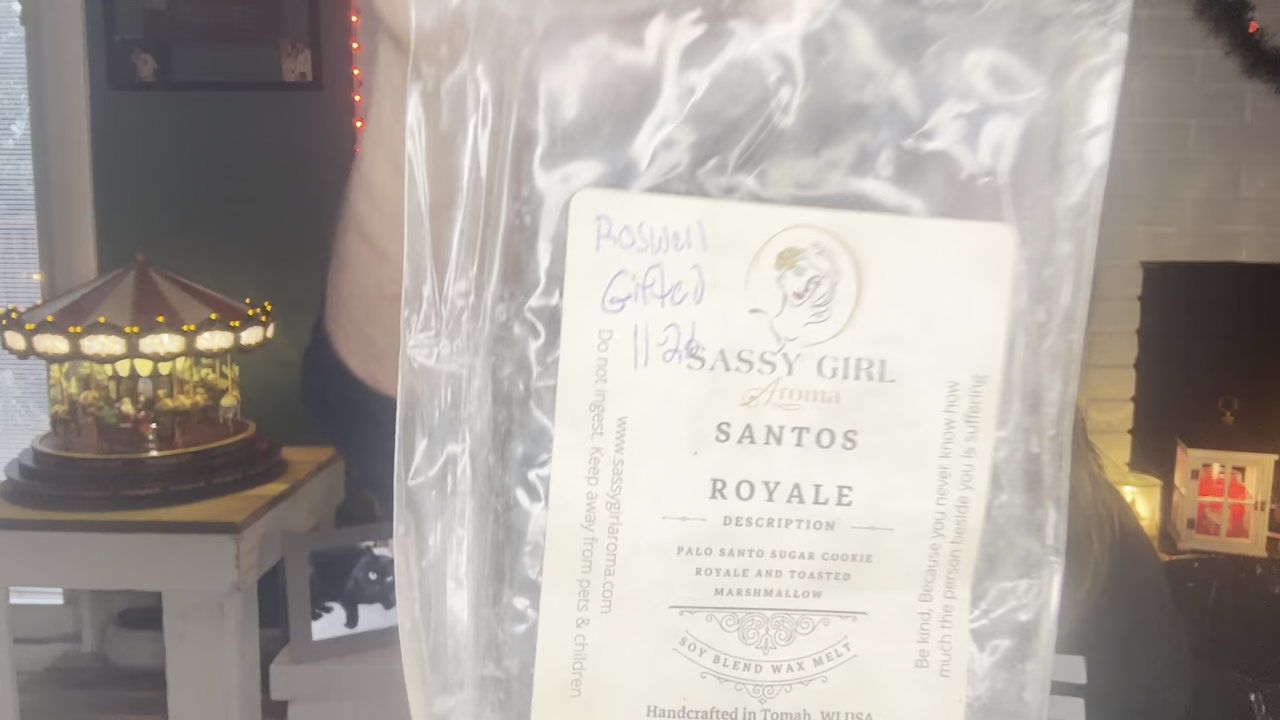 Roswell
Gifted
11-26
SASSY GIRL
Aroma
SANTOS
ROYALE
DESCRIPTION
PALO SANTO SUGAR COOKIE
ROYALE AND TOASTED
MARSHMALLOW
SOY BLEND WAX MELT
Handcrafted in Tomah, WI USA
www.sassygirlaroma.com
Do not ingest. Keep away from pets & children
Be kind, Because you never know how
much the person beside you is suffering